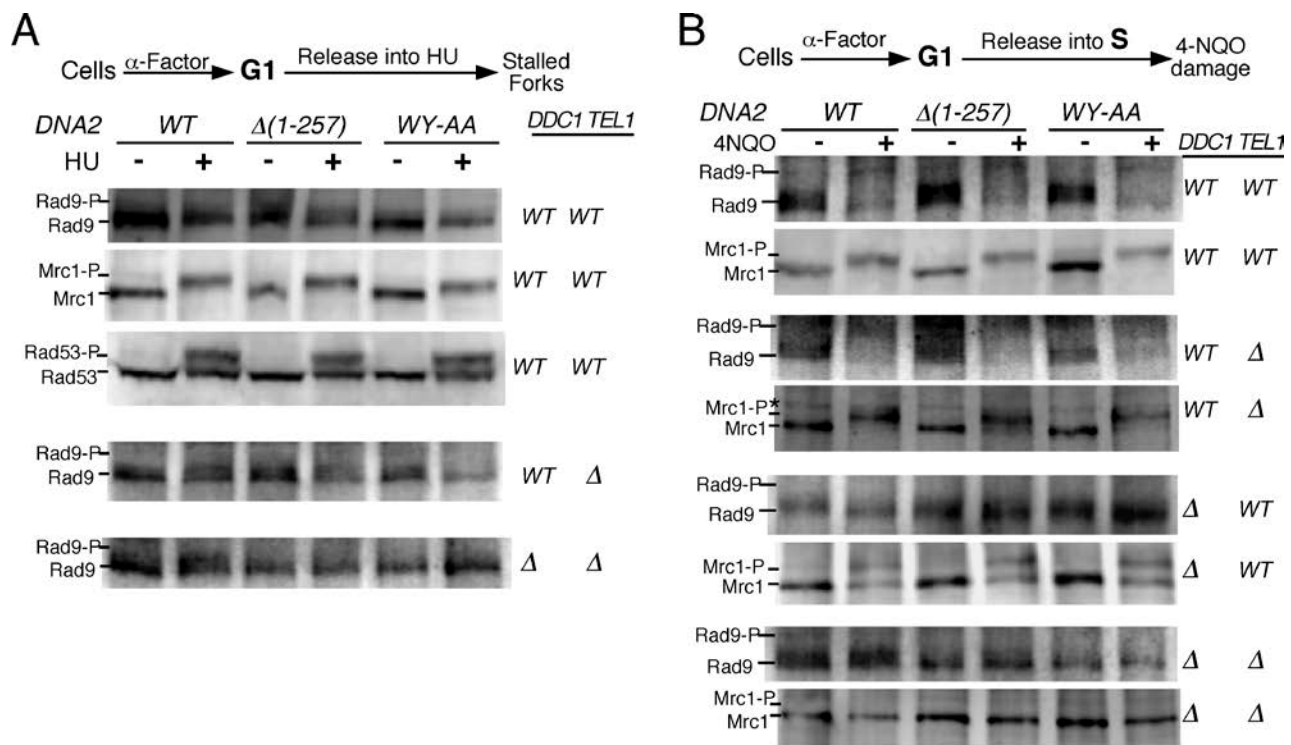 A
Cells α-Factor G1 Release into HU Stalled Forks
DNA2 WT Δ(1-257) WY-AA DDC1 TEL1
HU - + - + - +
Rad9-P
Rad9 WT WT
Mrc1-P
Mrc1 WT WT
Rad53-P
Rad53 WT WT
Rad9-P
Rad9 WT Δ
Rad9-P
Rad9 Δ Δ
B
Cells α-Factor G1 Release into S 4-NQO damage
DNA2 WT Δ(1-257) WY-AA
4NQO - + - + - + DDC1 TEL1
Rad9-P
Rad9 WT WT
Mrc1-P
Mrc1 WT WT
Rad9-P
Rad9 WT Δ
Mrc1-P*
Mrc1 WT Δ
Rad9-P
Rad9 Δ WT
Mrc1-P
Mrc1 Δ WT
Rad9-P
Rad9 Δ Δ
Mrc1-P
Mrc1 Δ Δ